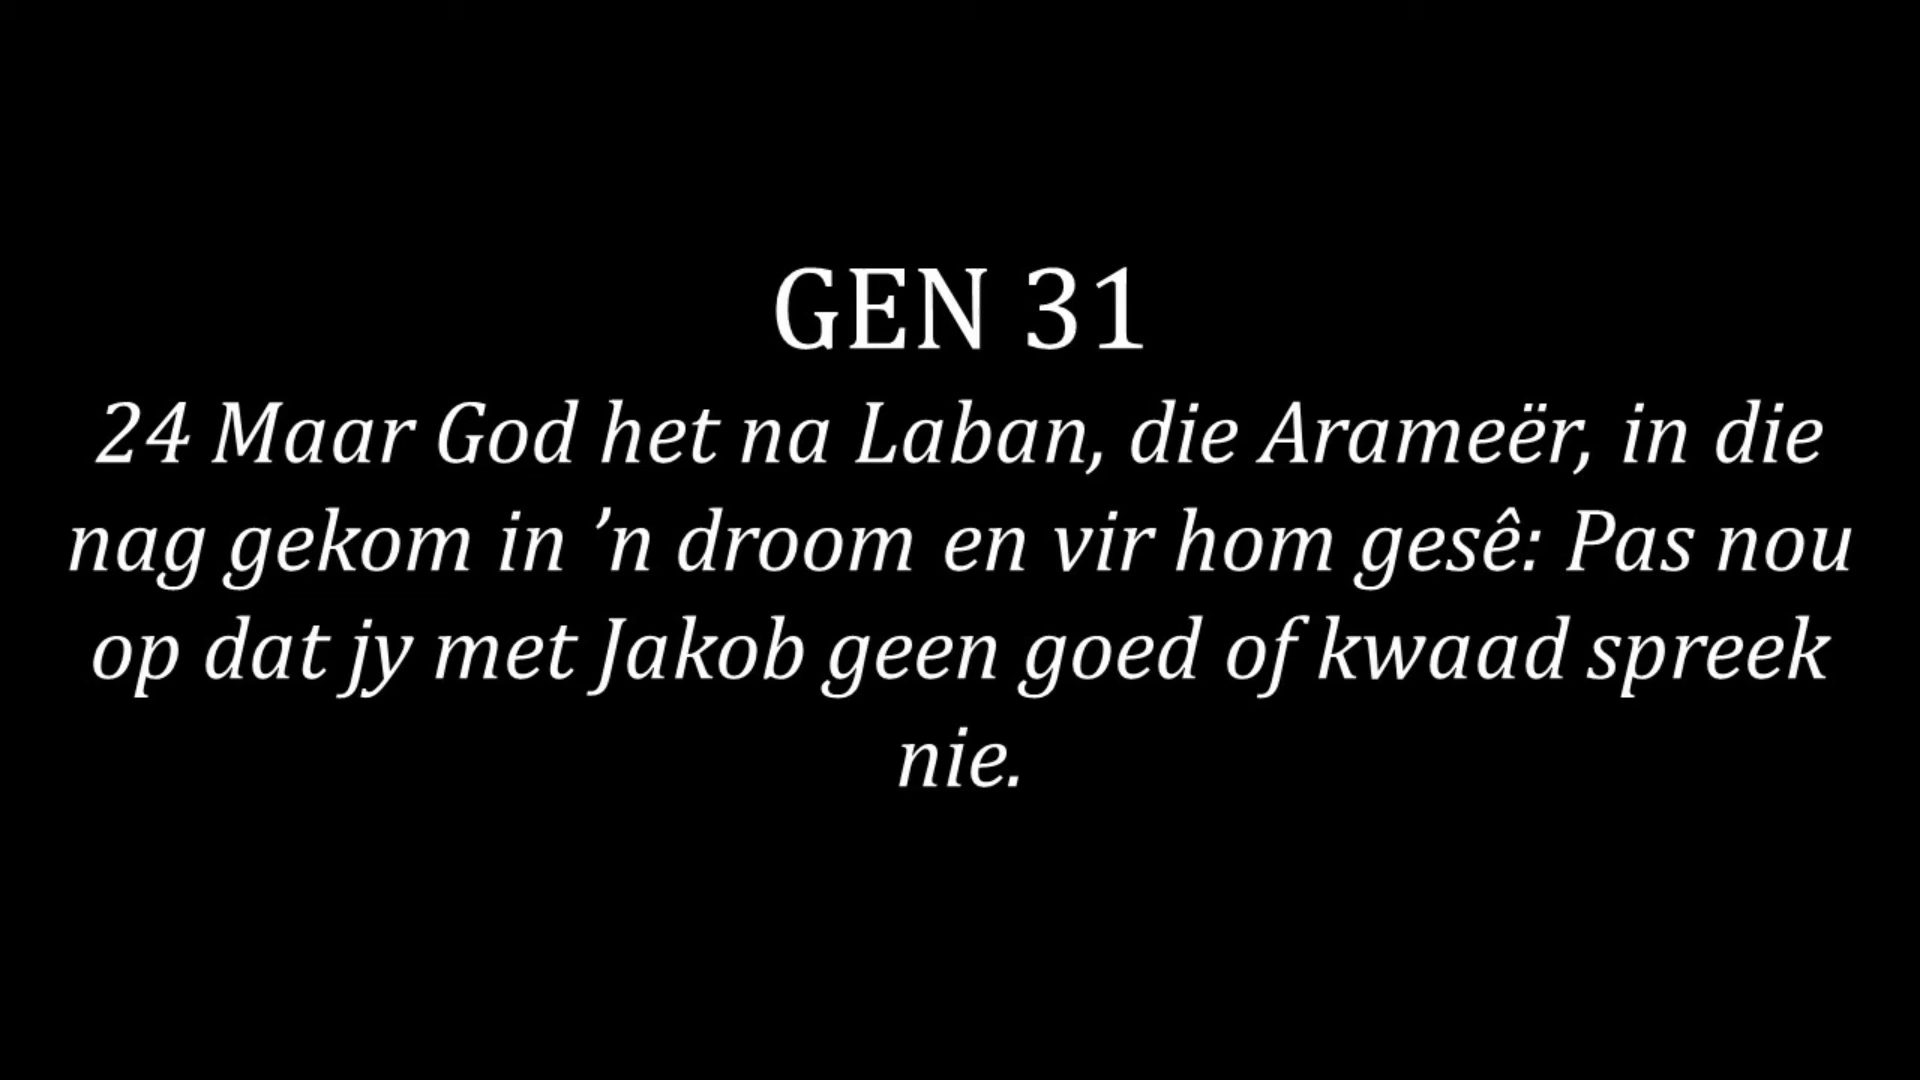 GEN 31
24 Maar God het na Laban, die Arameër, in die
nag gekom in ’n droom en vir hom gesê: Pas nou
op dat jy met Jakob geen goed of kwaad spreek
nie.